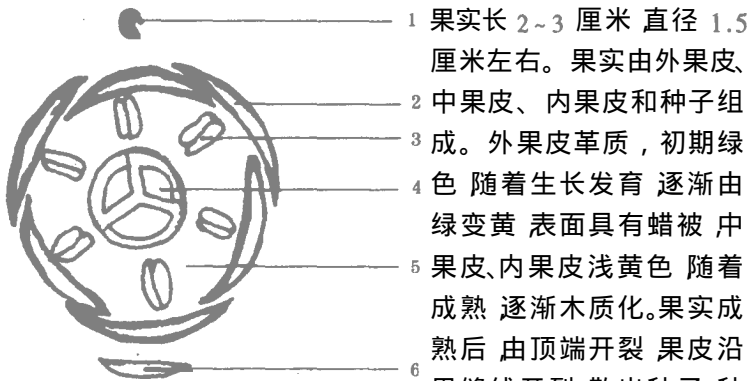 1 果实长 2~3 厘米 直径 1.5
厘米左右。果实由外果皮、
2 中果皮、内果皮和种子组
3 成。外果皮革质，初期绿
4 色 随着生长发育 逐渐由
绿变黄 表面具有蜡被 中
5 果皮、内果皮浅黄色 随着
成熟 逐渐木质化。果实成
熟后 由顶端开裂 果皮沿
6